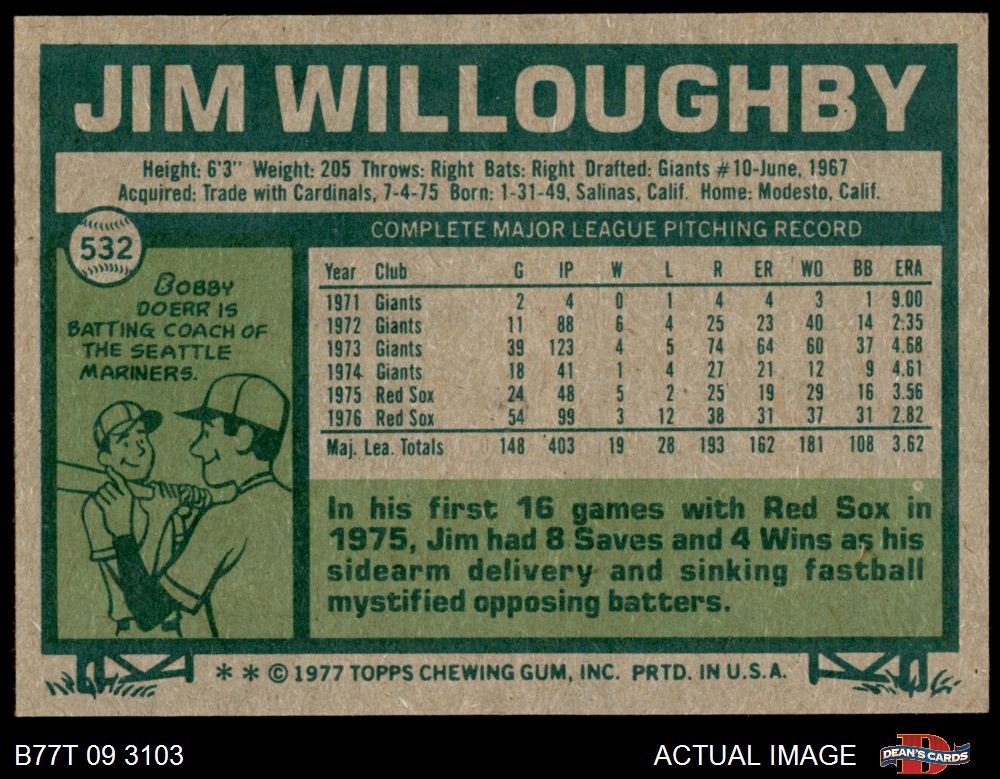 JIM WILLOUGHBY
Height: 6'3" Weight: 205 Throws: Right Bats: Right Drafted: Giants #10-June, 1967
Acquired: Trade with Cardinals, 7-4-75 Born: 1-31-49, Salinas, Calif. Home: Modesto, Calif.
532
BOBBY
DOERR IS
BATTING COACH OF
THE SEATTLE
MARINERS.
COMPLETE MAJOR LEAGUE PITCHING RECORD
Year Club G IP W L R ER WO BB ERA
1971 Giants 2 4 0 1 4 4 3 1 9.00
1972 Giants 11 88 6 4 25 23 40 14 2.35
1973 Giants 39 123 4 5 74 64 60 37 4.68
1974 Giants 18 41 1 4 27 21 12 9 4.61
1975 Red Sox 24 48 5 2 25 19 29 16 3.56
1976 Red Sox 54 99 3 12 38 31 37 31 2.82
Maj. Lea. Totals 148 403 19 28 193 162 181 108 3.62
In his first 16 games with Red Sox in
1975, Jim had 8 Saves and 4 Wins as his
sidearm delivery and sinking fastball
mystified opposing batters.
* * © 1977 TOPPS CHEWING GUM, INC. PRTD. IN U.S.A.
B77T 09 3103
ACTUAL IMAGE
D
DEAN'S CARDS